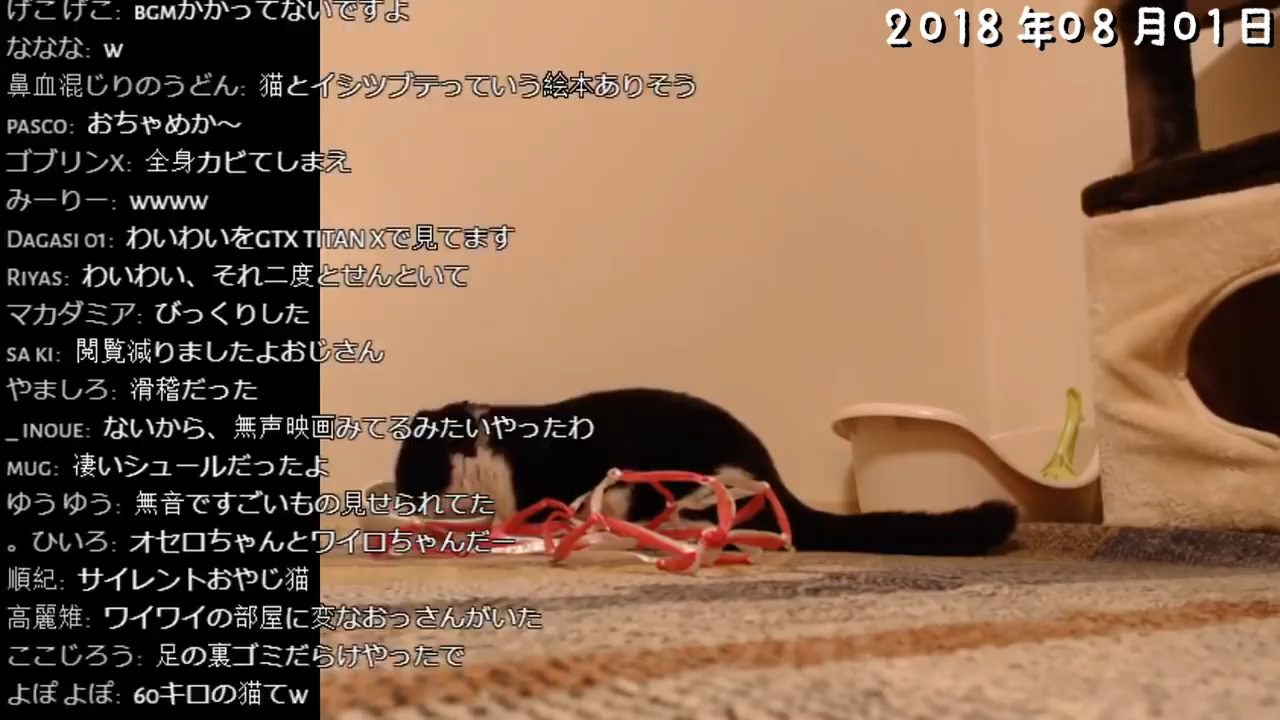 2018年08月01日
げこ げこ: BGMかかってないですよ
ななな: w
鼻血混じりのうどん: 猫とイシツブテっていう絵本ありそう
PASCO: おちゃめか〜
ゴブリンX: 全身カビてしまえ
みーりー: wwww
DAGASI 01: わいわいをGTX TITAN Xで見てます
RIYAS: わいわい、それ二度とせんといて
マカダミア: びっくりした
SA KI: 閲覧減りましたよおじさん
やましろ: 滑稽だった
_ INOUE: ないから、無声映画みてるみたいやったわ
MUG: 凄いシュールだったよ
ゆう ゆう: 無音ですごいもの見せられてた
。ひいろ: オセロちゃんとワイロちゃんだー
順紀: サイレントおやじ猫
高麗雉: ワイワイの部屋に変なおっさんがいた
ここじろう: 足の裏ゴミだらけやったで
よぽ よぽ: 60キロの猫てw